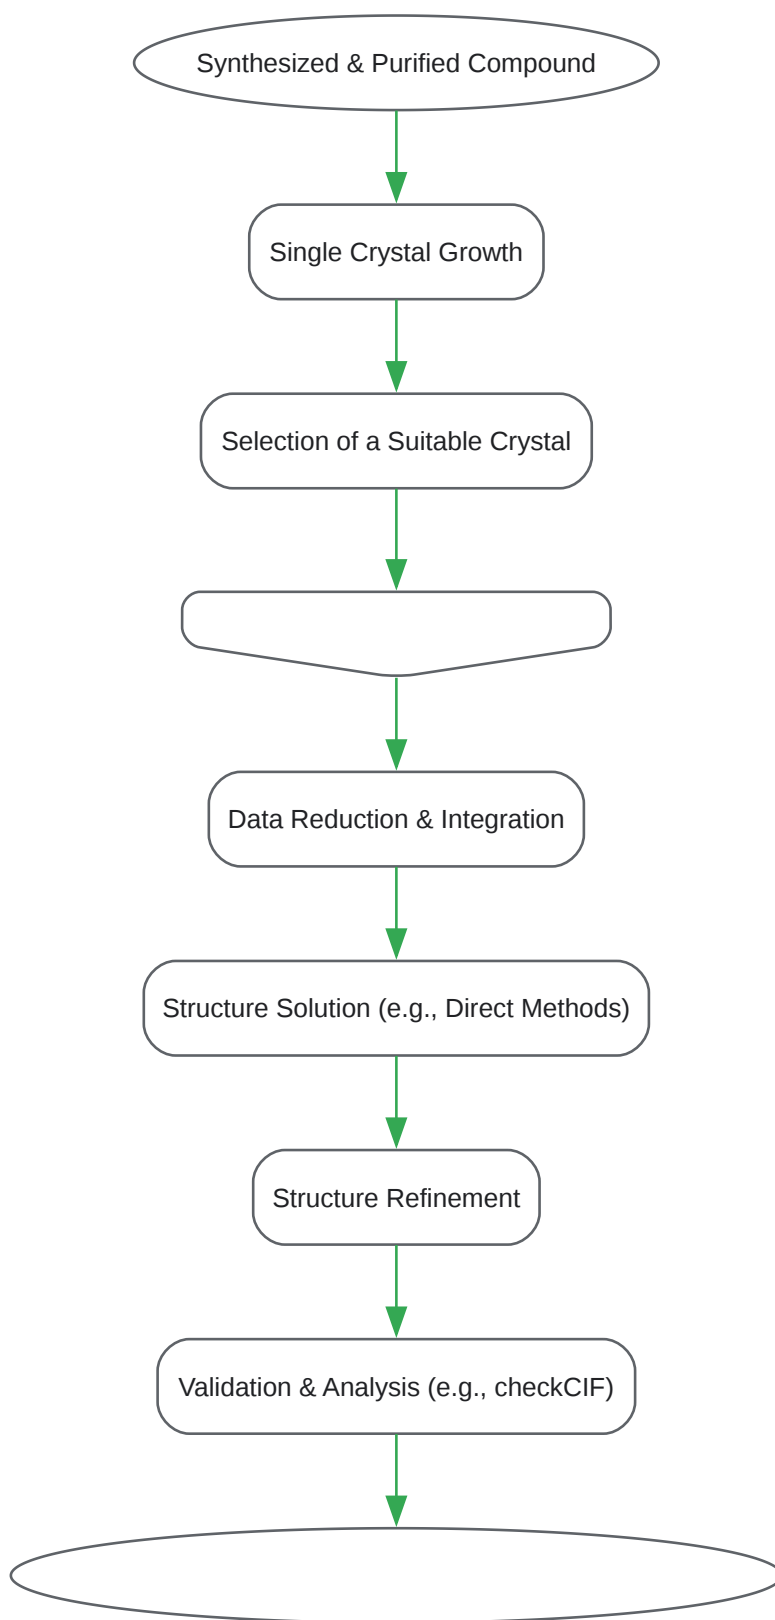 Synthesized & Purified Compound
Single Crystal Growth
Selection of a Suitable Crystal
Data Reduction & Integration
Structure Solution (e.g., Direct Methods)
Structure Refinement
Validation & Analysis (e.g., checkCIF)